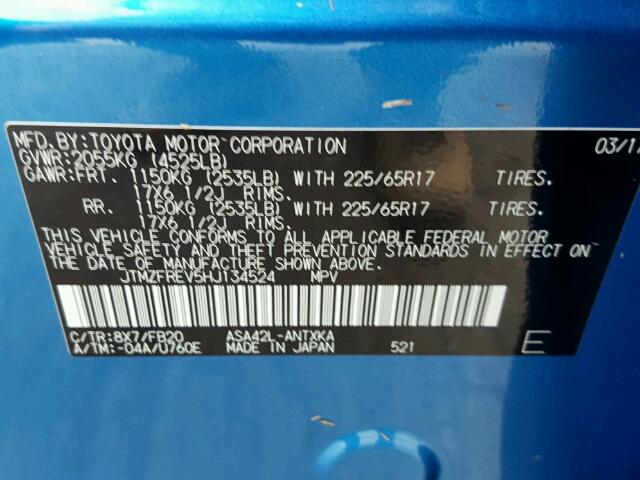 MFD. BY: TOYOTA MOTOR CORPORATION 03/17
GVWR: 2055KG (4525LB)
GAWR: FRT. 1150KG (2535LB) WITH 225/65R17 TIRES.
17X6 1/2J RIMS.
RR. 1150KG (2535LB) WITH 225/65R17 TIRES.
17X6 1/2J RIMS.
THIS VEHICLE CONFORMS TO ALL APPLICABLE FEDERAL MOTOR
VEHICLE SAFETY AND THEFT PREVENTION STANDARDS IN EFFECT ON
THE DATE OF MANUFACTURE SHOWN ABOVE.
JTMZFREV5HJ134524 MPV
C/TR: 8X7/FB20 ASA42L-ANTXKA
A/TM: -04A/U760E MADE IN JAPAN 521 E